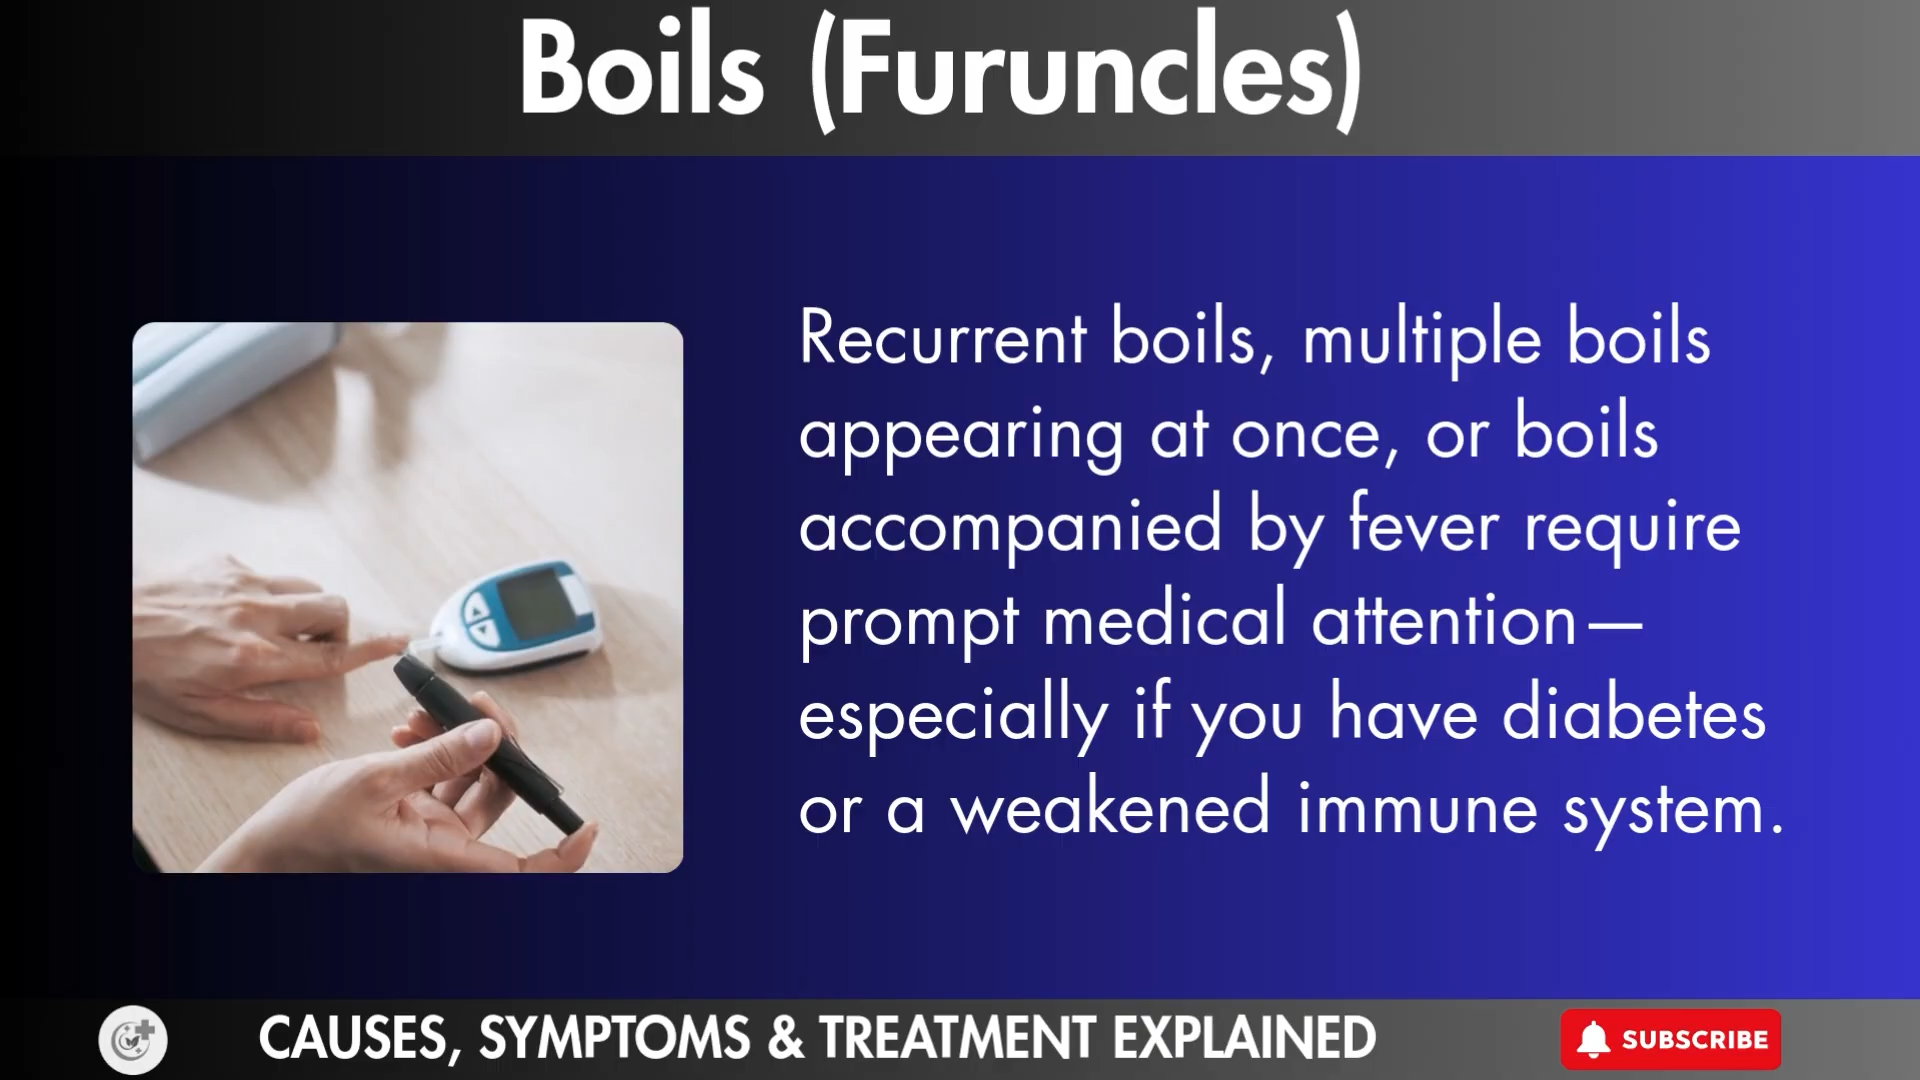 Boils (Furuncles)
Recurrent boils, multiple boils
appearing at once, or boils
accompanied by fever require
prompt medical attention—
especially if you have diabetes
or a weakened immune system.
CAUSES, SYMPTOMS & TREATMENT EXPLAINED
SUBSCRIBE